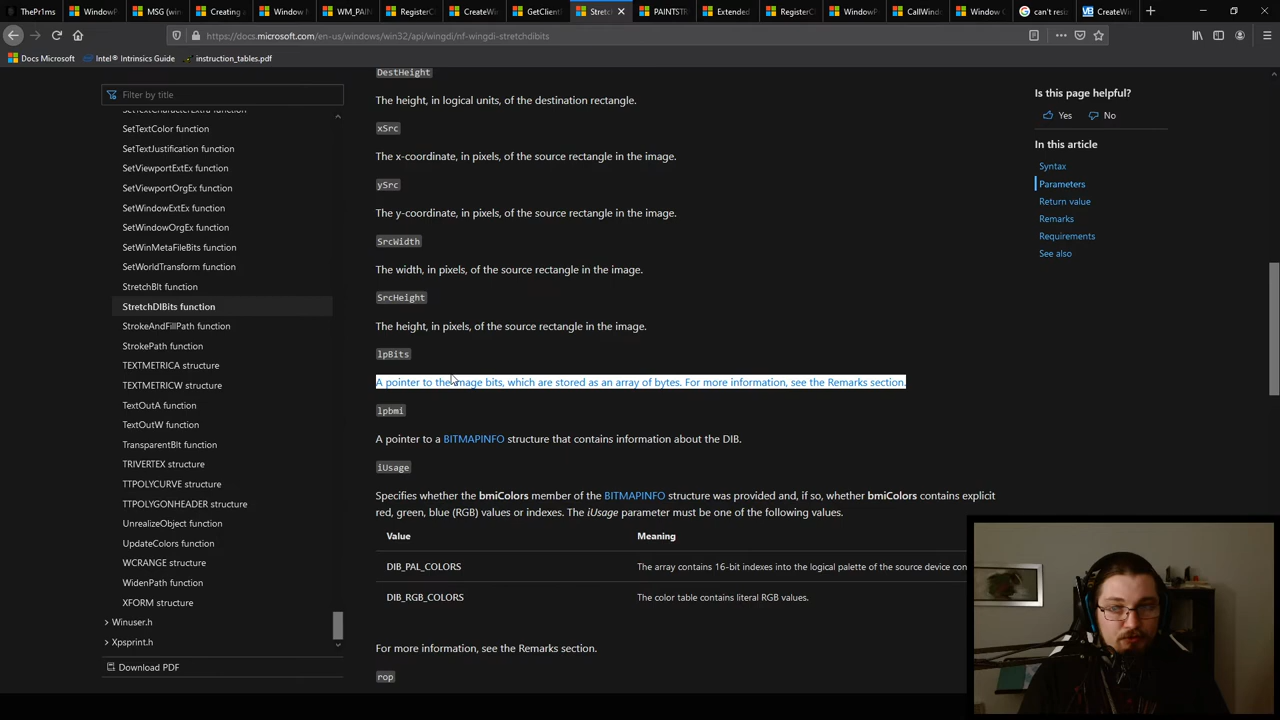 ThePr1ms
WindowP
MSG (win
Creating a
Window M
WM_PAIN
RegisterC
CreateWin
GetClient
Stretc
PAINTSTR
Extended
RegisterC
WindowP
CallWindo
Window C
can't resiz
CreateWin
https://docs.microsoft.com/en-us/windows/win32/api/wingdi/nf-wingdi-stretchdibits
Docs Microsoft
Intel® Intrinsics Guide
instruction_tables.pdf
Filter by title
SetTextCharacterExtra function
SetTextColor function
SetTextJustification function
SetViewportExtEx function
SetViewportOrgEx function
SetWindowExtEx function
SetWindowOrgEx function
SetWinMetaFileBits function
SetWorldTransform function
StretchBlt function
StretchDIBits function
StrokeAndFillPath function
StrokePath function
TEXTMETRICA structure
TEXTMETRICW structure
TextOutA function
TextOutW function
TransparentBlt function
TRIVERTEX structure
TTPOLYCURVE structure
TTPOLYGONHEADER structure
UnrealizeObject function
UpdateColors function
WCRANGE structure
WidenPath function
XFORM structure
Winuser.h
Xpsprint.h
Download PDF
DestHeight
The height, in logical units, of the destination rectangle.
xSrc
The x-coordinate, in pixels, of the source rectangle in the image.
ySrc
The y-coordinate, in pixels, of the source rectangle in the image.
SrcWidth
The width, in pixels, of the source rectangle in the image.
SrcHeight
The height, in pixels, of the source rectangle in the image.
lpBits
A pointer to the image bits, which are stored as an array of bytes. For more information, see the Remarks section.
lpbmi
A pointer to a BITMAPINFO structure that contains information about the DIB.
iUsage
Specifies whether the bmiColors member of the BITMAPINFO structure was provided and, if so, whether bmiColors contains explicit
red, green, blue (RGB) values or indexes. The iUsage parameter must be one of the following values.
Value Meaning
DIB_PAL_COLORS The array contains 16-bit indexes into the logical palette of the source device con
DIB_RGB_COLORS The color table contains literal RGB values.
For more information, see the Remarks section.
rop
Is this page helpful?
Yes No
In this article
Syntax
Parameters
Return value
Remarks
Requirements
See also